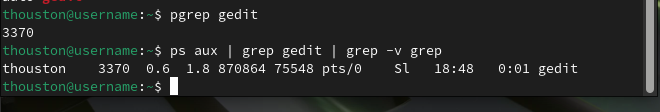 thouston@username:~$ pgrep gedit
3370
thouston@username:~$ ps aux | grep gedit | grep -v grep
thouston    3370  0.6  1.8 870864 75548 pts/0    Sl   18:48   0:01 gedit
thouston@username:~$